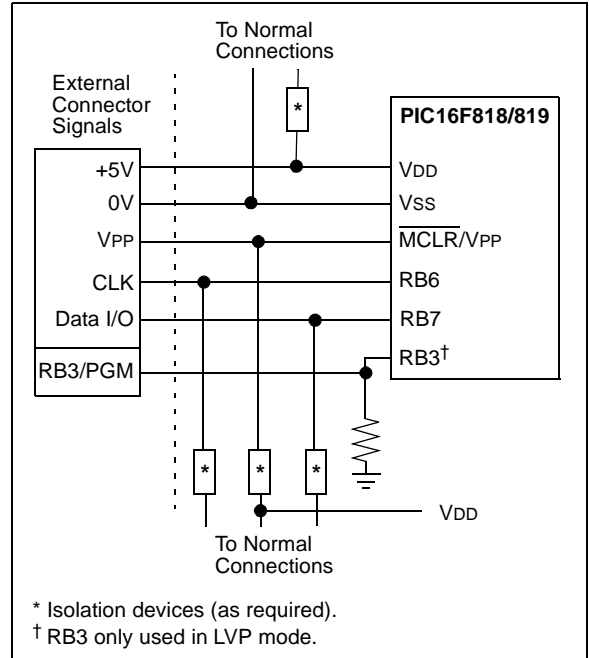 To Normal
Connections
External
Connector
Signals
*
PIC16F818/819
+5V
VDD
0V
VSS
VPP
MCLR/VPP
CLK
RB6
Data I/O
RB7
RB3/PGM
RB3†
* * *
VDD
To Normal
Connections
* Isolation devices (as required).
† RB3 only used in LVP mode.